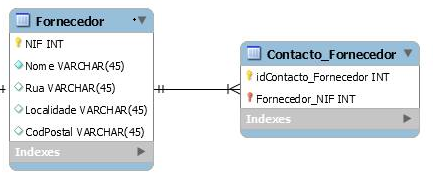 Fornecedor
NIF INT
Nome VARCHAR(45)
Rua VARCHAR(45)
Localidade VARCHAR(45)
CodPostal VARCHAR(45)
Indexes
Contacto_Fornecedor
idContacto_Fornecedor INT
Fornecedor_NIF INT
Indexes